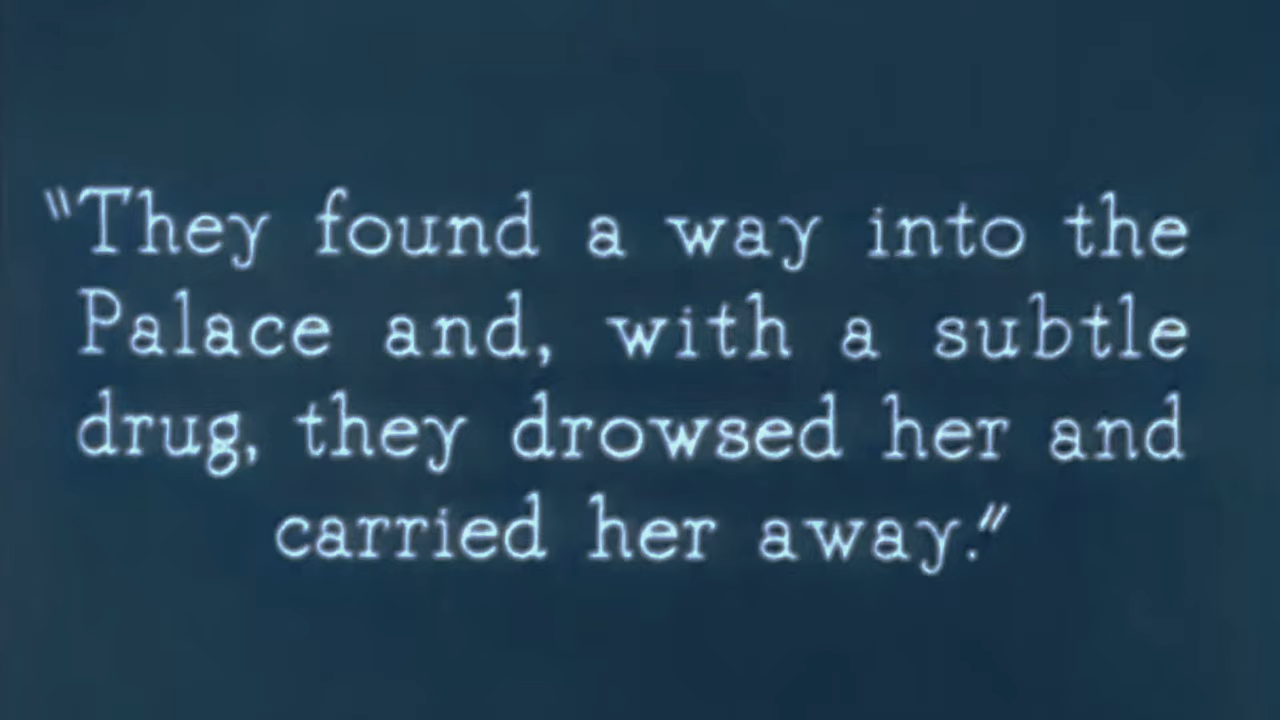 “They found a way into the
Palace and, with a subtle
drug, they drowsed her and
carried her away.”